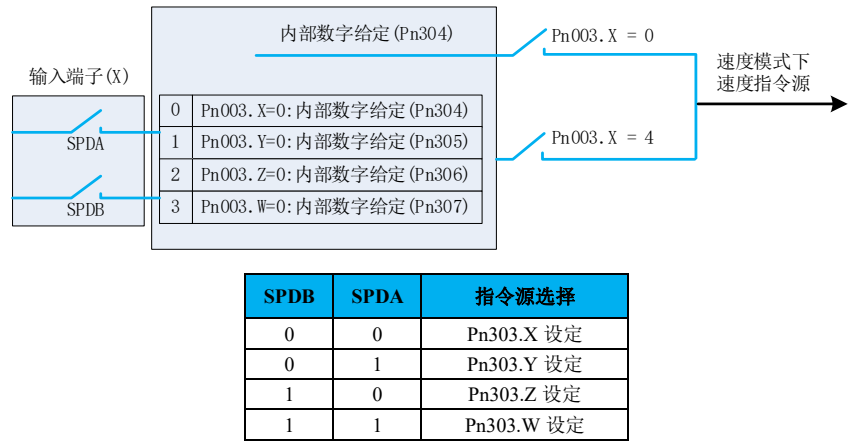 内部数字给定(Pn304)
Pn003.X = 0
速度模式下
速度指令源
输入端子(X)
SPDA
SPDB
0 Pn003.X=0:内部数字给定(Pn304)
1 Pn003.Y=0:内部数字给定(Pn305)
2 Pn003.Z=0:内部数字给定(Pn306)
3 Pn003.W=0:内部数字给定(Pn307)
Pn003.X = 4
SPDB SPDA 指令源选择
0 0 Pn303.X 设定
0 1 Pn303.Y 设定
1 0 Pn303.Z 设定
1 1 Pn303.W 设定